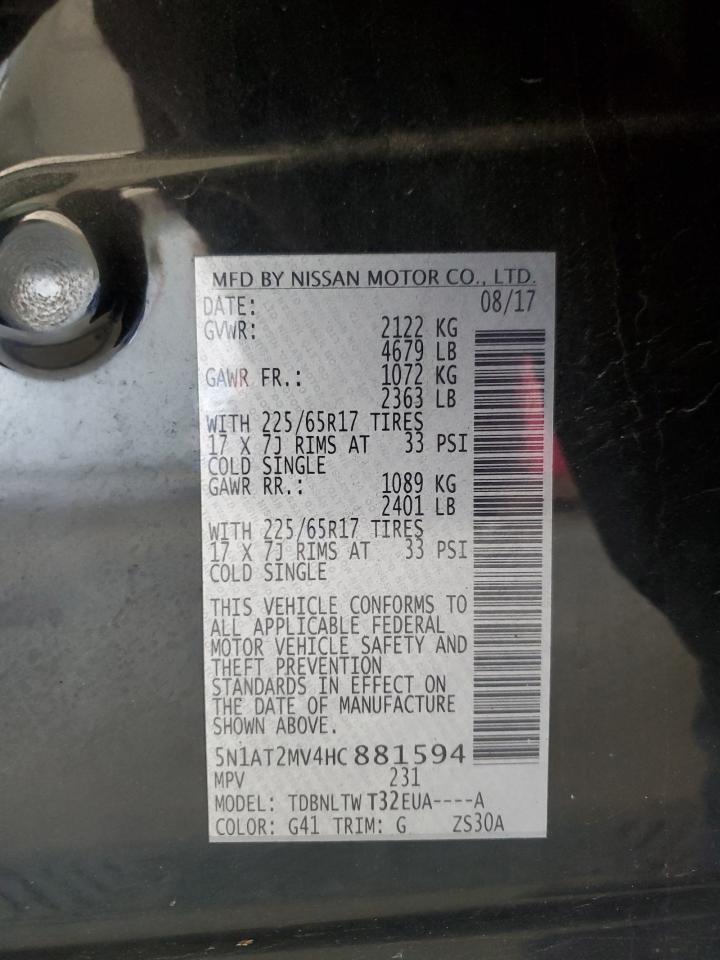 MFD BY NISSAN MOTOR CO., LTD.
DATE: 08/17
GVWR: 2122 KG
4679 LB
GAWR FR.: 1072 KG
2363 LB
WITH 225/65R17 TIRES
17 X 7J RIMS AT 33 PSI
COLD SINGLE
GAWR RR.: 1089 KG
2401 LB
WITH 225/65R17 TIRES
17 X 7J RIMS AT 33 PSI
COLD SINGLE
THIS VEHICLE CONFORMS TO
ALL APPLICABLE FEDERAL
MOTOR VEHICLE SAFETY AND
THEFT PREVENTION
STANDARDS IN EFFECT ON
THE DATE OF MANUFACTURE
SHOWN ABOVE.
5N1AT2MV4HC881594
MPV 231
MODEL: TDBNLTW T32EUA----A
COLOR: G41 TRIM: G ZS30A